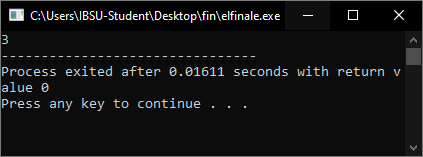 C:\Users\IBSU-Student\Desktop\fin\elfinale.exe
3
--------------------------------
Process exited after 0.01611 seconds with return v
alue 0
Press any key to continue . . .